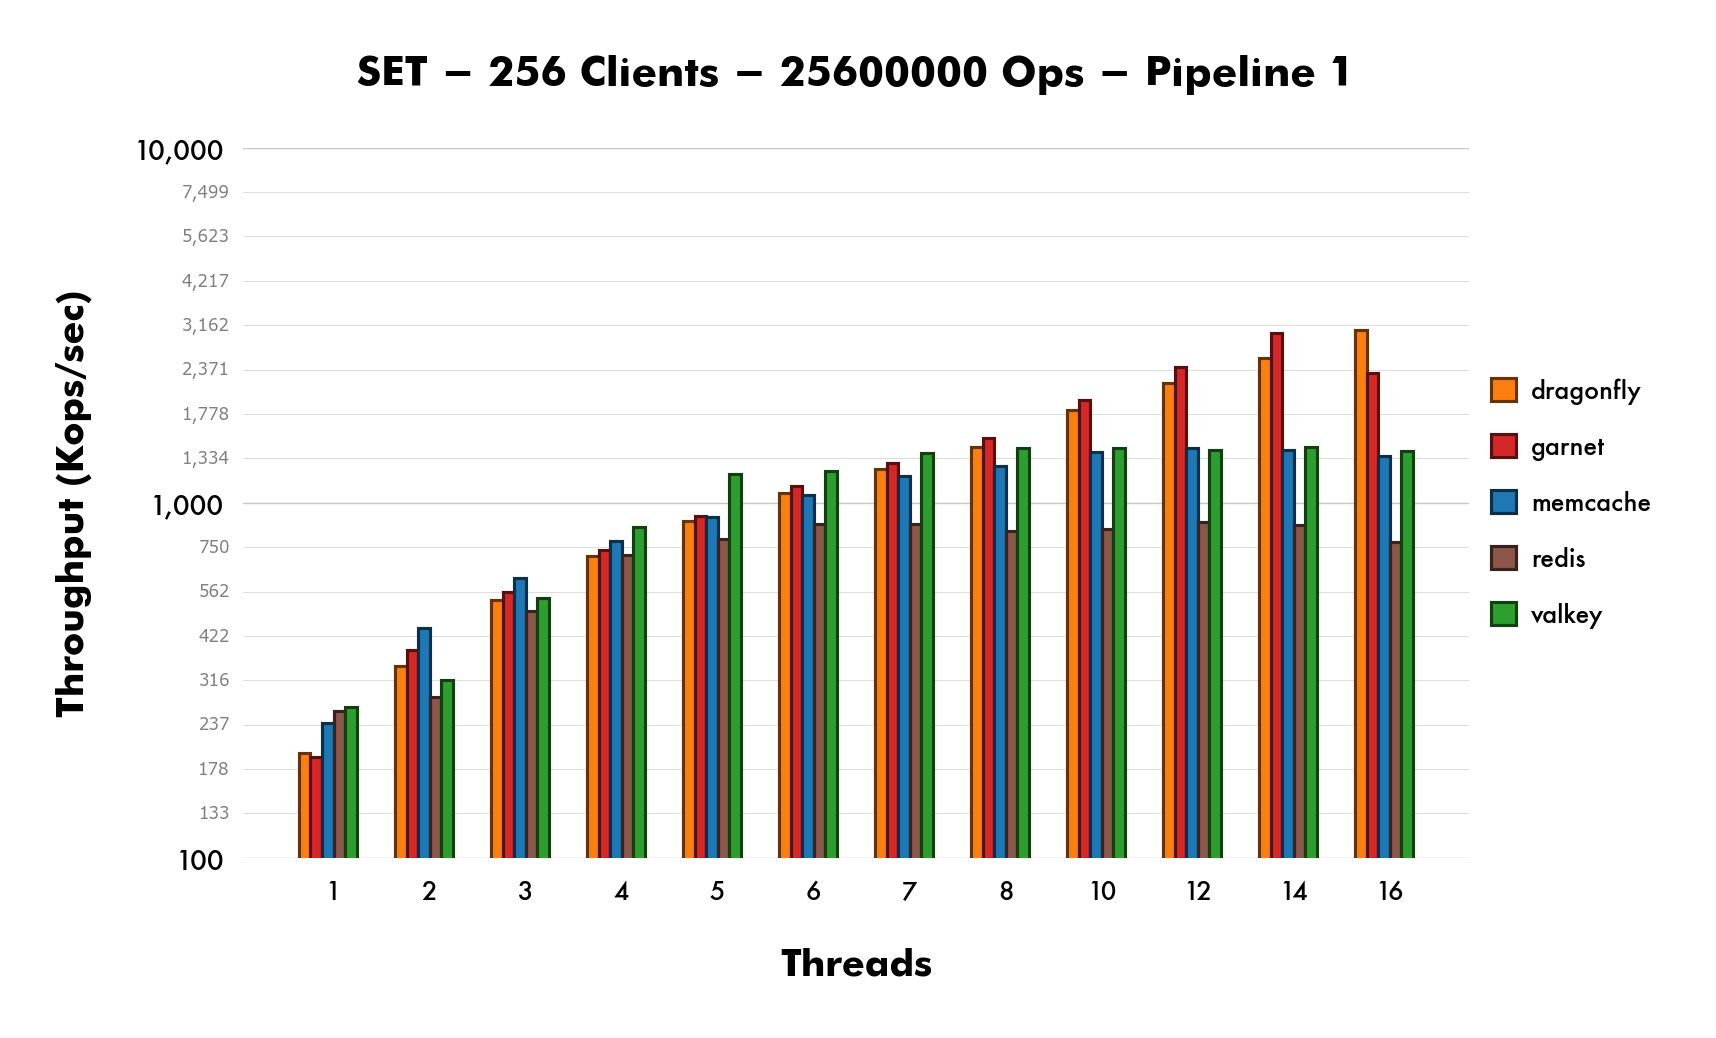 SET – 256 Clients – 25600000 Ops – Pipeline 1
10,000
7,499
5,623
4,217
3,162
2,371
1,778
1,334
1,000
750
562
422
316
237
178
133
100
Throughput (Kops/sec)
1 2 3 4 5 6 7 8 10 12 14 16
Threads
dragonfly
garnet
memcache
redis
valkey